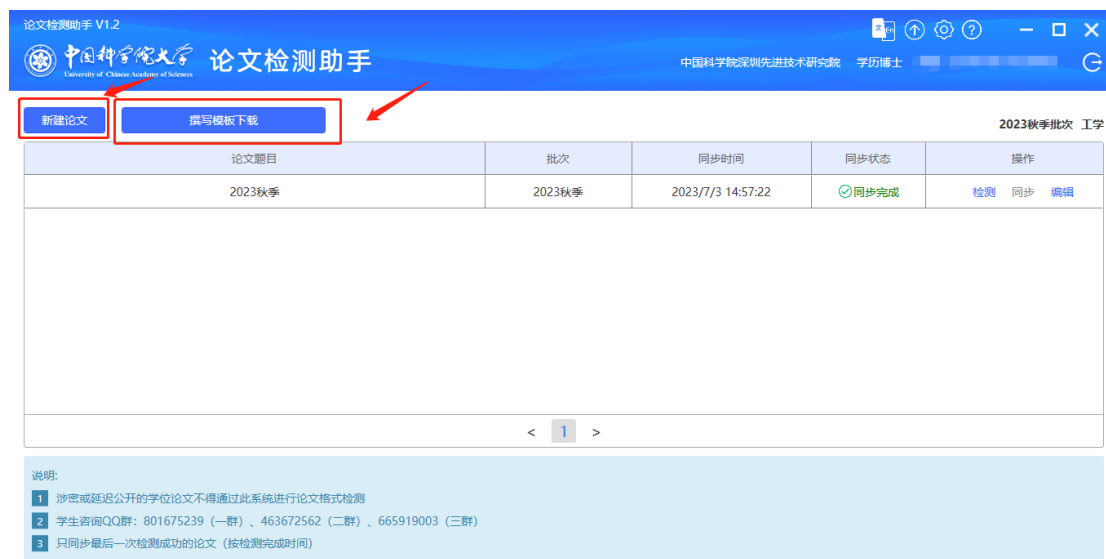 论文检测助手 V1.2
文 En
中国科学院大学 论文检测助手
University of Chinese Academy of Sciences
中国科学院深圳先进技术研究院 学历博士
新建论文 撰写模板下载
2023秋季批次 工学
论文题目 批次 同步时间 同步状态 操作
2023秋季 2023秋季 2023/7/3 14:57:22 同步完成 检测 同步 编辑
< 1 >
说明:
1 涉密或延迟公开的学位论文不得通过此系统进行论文格式检测
2 学生咨询QQ群：801675239（一群）、463672562（二群）、665919003（三群）
3 只同步最后一次检测成功的论文（按检测完成时间）